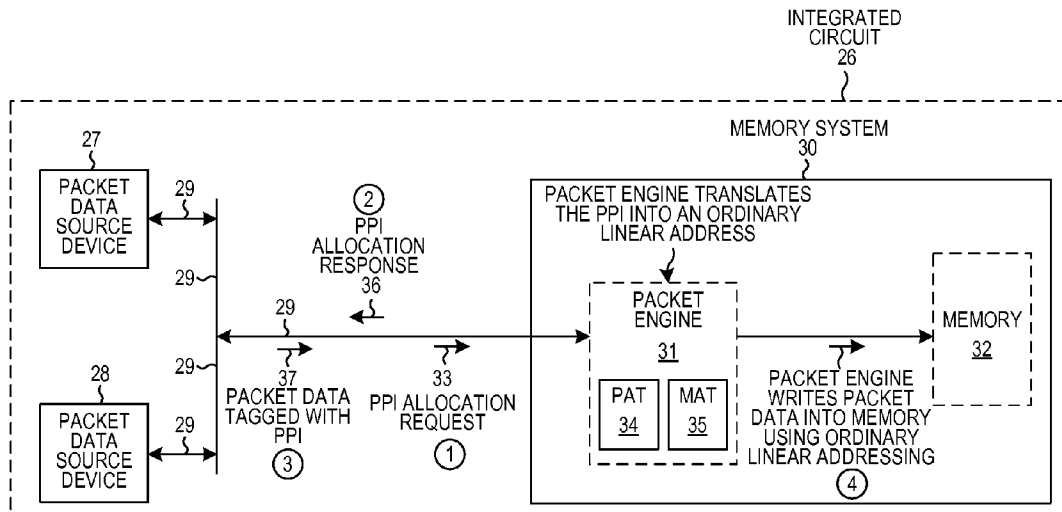 INTEGRATED
CIRCUIT
26
MEMORY SYSTEM
30
27
PACKET
DATA
SOURCE
DEVICE
29
29
29
28
PACKET
DATA
SOURCE
DEVICE
29
2
PPI
ALLOCATION
RESPONSE
36
29
37
PACKET DATA
TAGGED WITH
PPI
3
33
PPI ALLOCATION
REQUEST
1
PACKET ENGINE TRANSLATES
THE PPI INTO AN ORDINARY
LINEAR ADDRESS
PACKET
ENGINE
31
PAT
34
MAT
35
MEMORY
32
PACKET ENGINE
WRITES PACKET
DATA INTO MEMORY
USING ORDINARY
LINEAR ADDRESSING
4